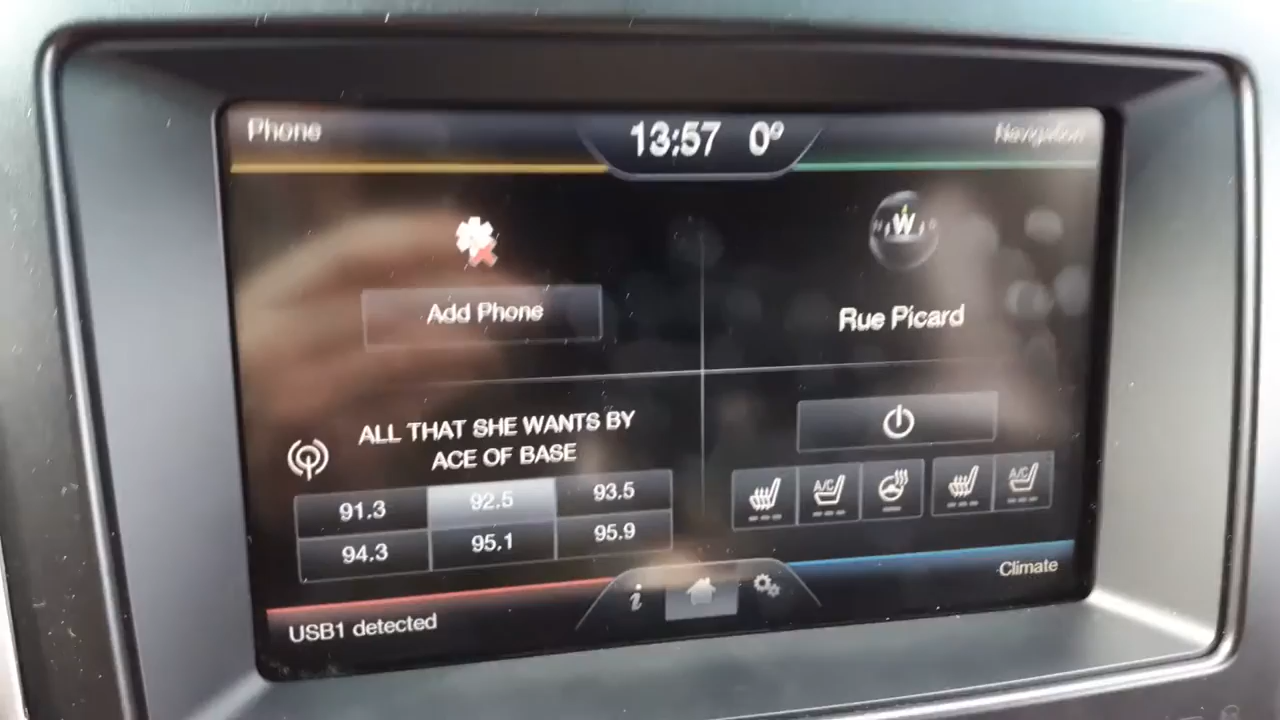 Phone
13:57 0°
Navigation
W
Add Phone
Rue Picard
ALL THAT SHE WANTS BY
ACE OF BASE
91.3 92.5 93.5
94.3 95.1 95.9
A/C A/C
i
Climate
USB1 detected